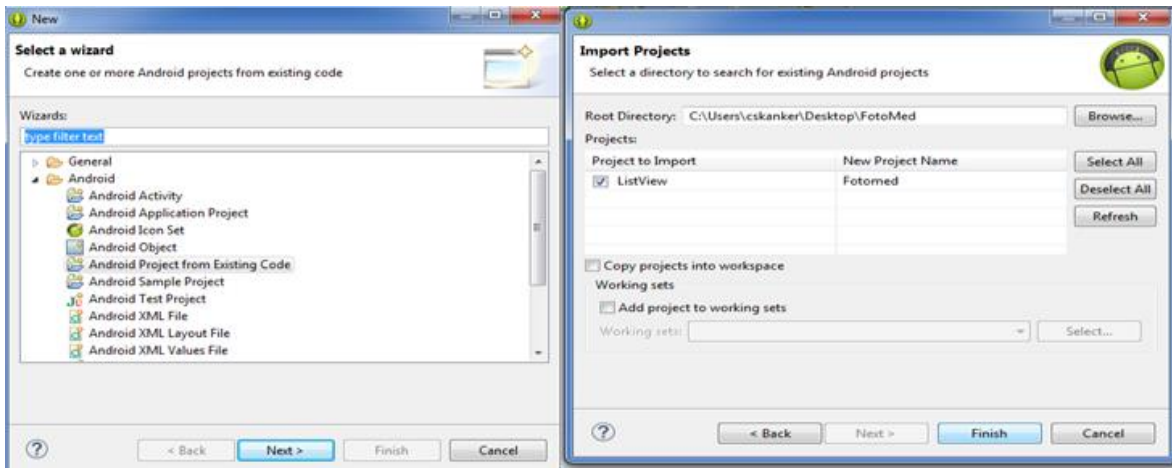 New
Select a wizard
Create one or more Android projects from existing code
Wizards:
type filter text
General
Android
Android Activity
Android Application Project
Android Icon Set
Android Object
Android Project from Existing Code
Android Sample Project
Android Test Project
Android XML File
Android XML Layout File
Android XML Values File
?
< Back
Next >
Finish
Cancel
Import Projects
Select a directory to search for existing Android projects
Root Directory: C:\Users\cskanker\Desktop\FotoMed
Browse...
Projects:
Project to Import New Project Name
ListView Fotomed
Select All
Deselect All
Refresh
Copy projects into workspace
Working sets
Add project to working sets
Working sets:
Select...
?
< Back
Next >
Finish
Cancel